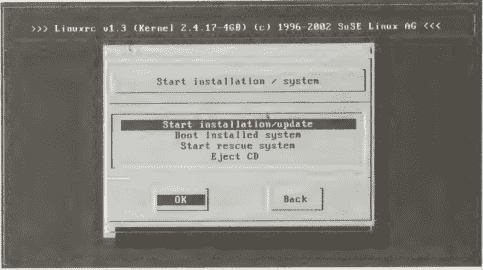 >>> Linuxrc v1.3 (Kernel 2.4.17-4GB) (c) 1996-2002 SuSE Linux AG <<<
Start installation / system
Start installation/update
Boot installed system
Start rescue system
Eject CD
OK
Back